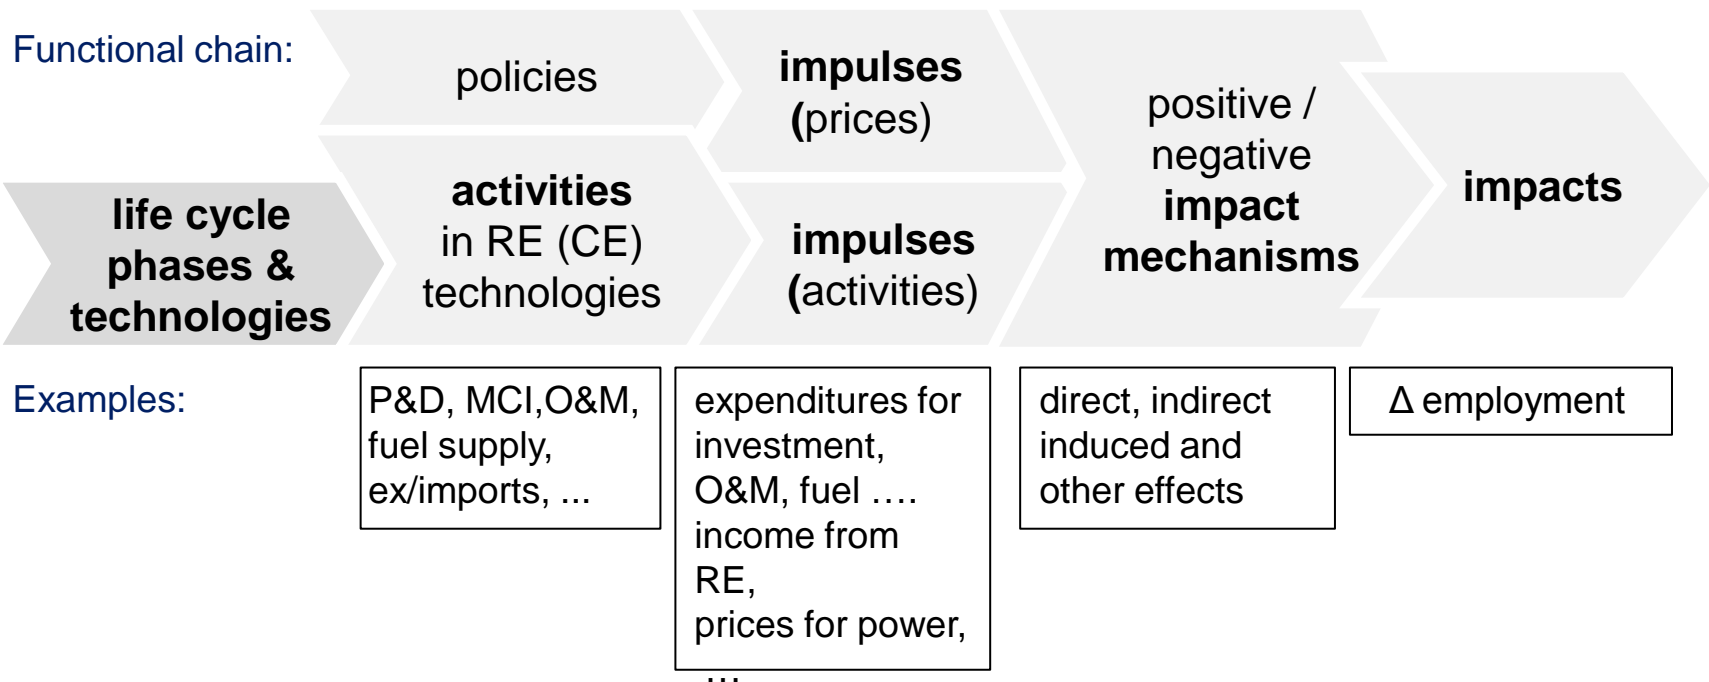 Functional chain:
policies
impulses
(prices)
positive /
negative
impact
mechanisms
impacts
life cycle
phases &
technologies
activities
in RE (CE)
technologies
impulses
(activities)
Examples:
P&D, MCI,O&M,
fuel supply,
ex/imports, ...
expenditures for
investment,
O&M, fuel ….
income from
RE,
prices for power,
…
direct, indirect
induced and
other effects
Δ employment